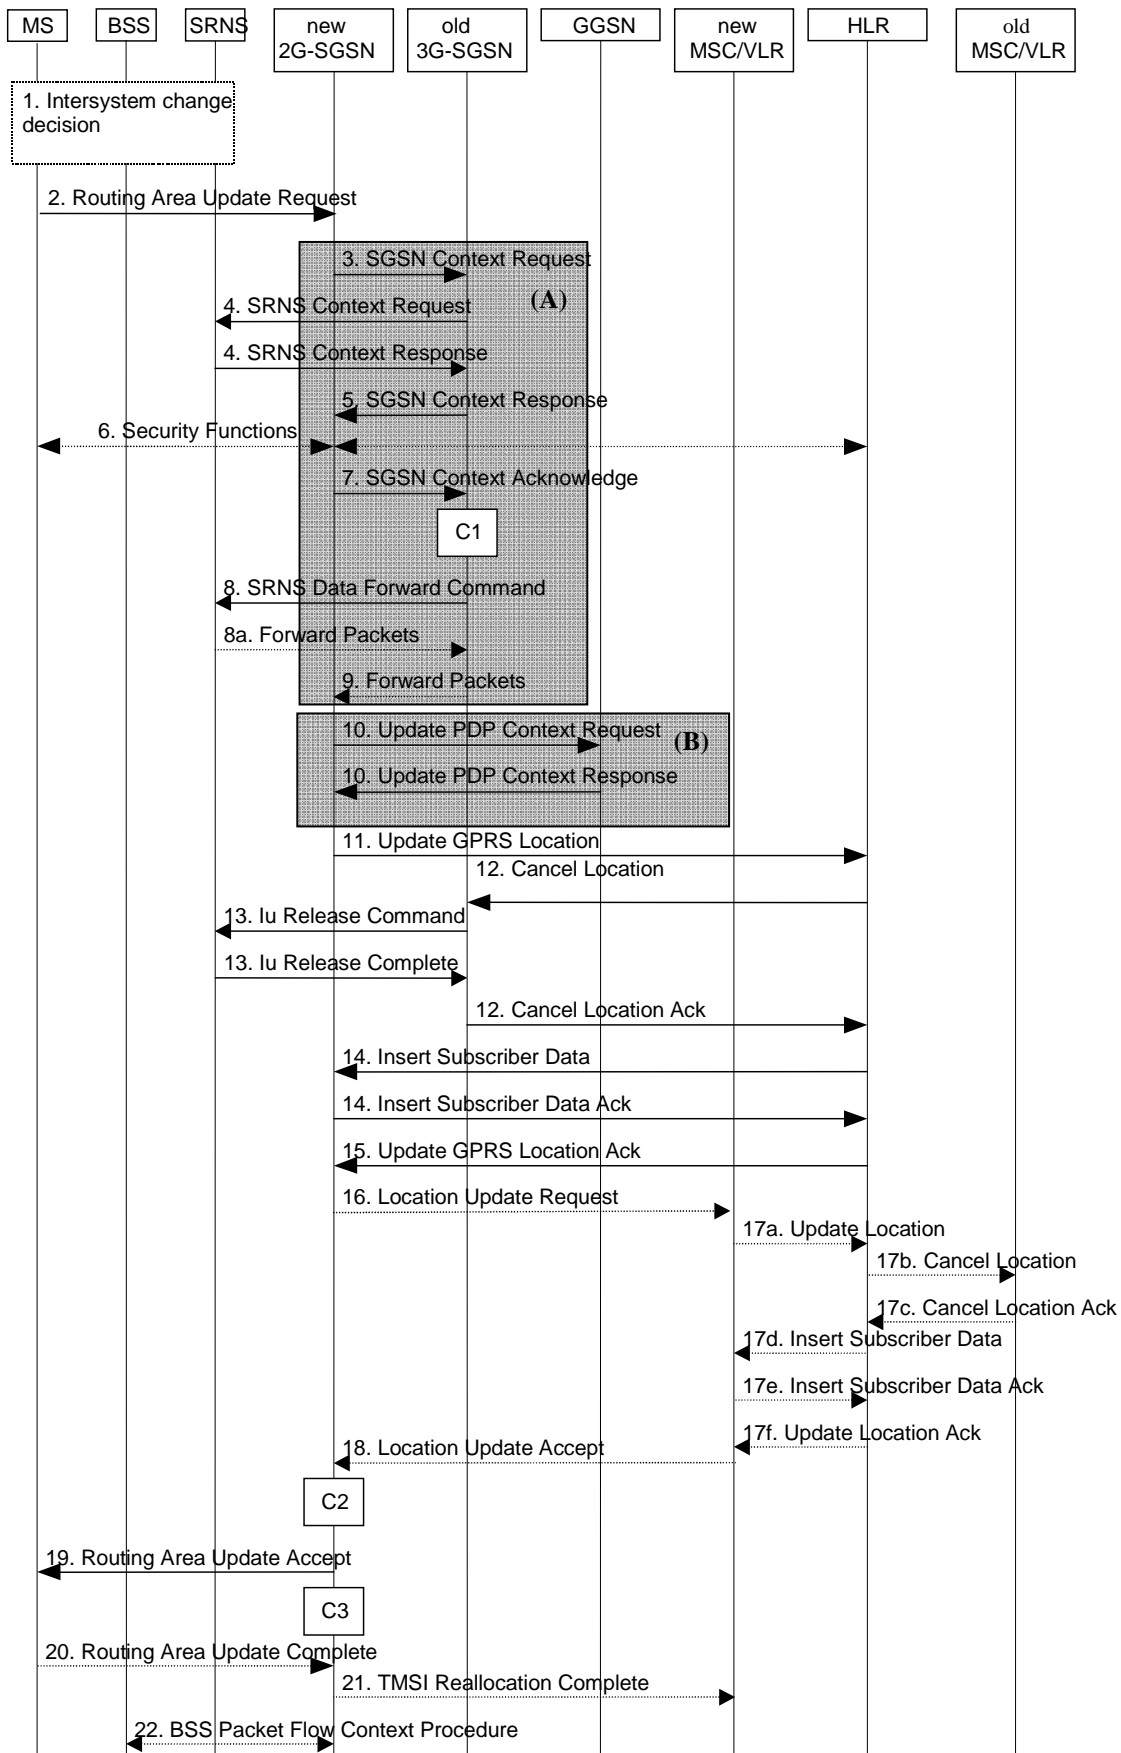 MS
BSS
SRNS
new
2G-SGSN
old
3G-SGSN
GGSN
new
MSC/VLR
HLR
old
MSC/VLR
1. Intersystem change
decision
2. Routing Area Update Request
3. SGSN Context Request
(A)
4. SRNS Context Request
4. SRNS Context Response
5. SGSN Context Response
6. Security Functions
7. SGSN Context Acknowledge
C1
8. SRNS Data Forward Command
8a. Forward Packets
9. Forward Packets
10. Update PDP Context Request
(B)
10. Update PDP Context Response
11. Update GPRS Location
12. Cancel Location
13. Iu Release Command
13. Iu Release Complete
12. Cancel Location Ack
14. Insert Subscriber Data
14. Insert Subscriber Data Ack
15. Update GPRS Location Ack
16. Location Update Request
17a. Update Location
17b. Cancel Location
17c. Cancel Location Ack
17d. Insert Subscriber Data
17e. Insert Subscriber Data Ack
17f. Update Location Ack
18. Location Update Accept
C2
19. Routing Area Update Accept
C3
20. Routing Area Update Complete
21. TMSI Reallocation Complete
22. BSS Packet Flow Context Procedure